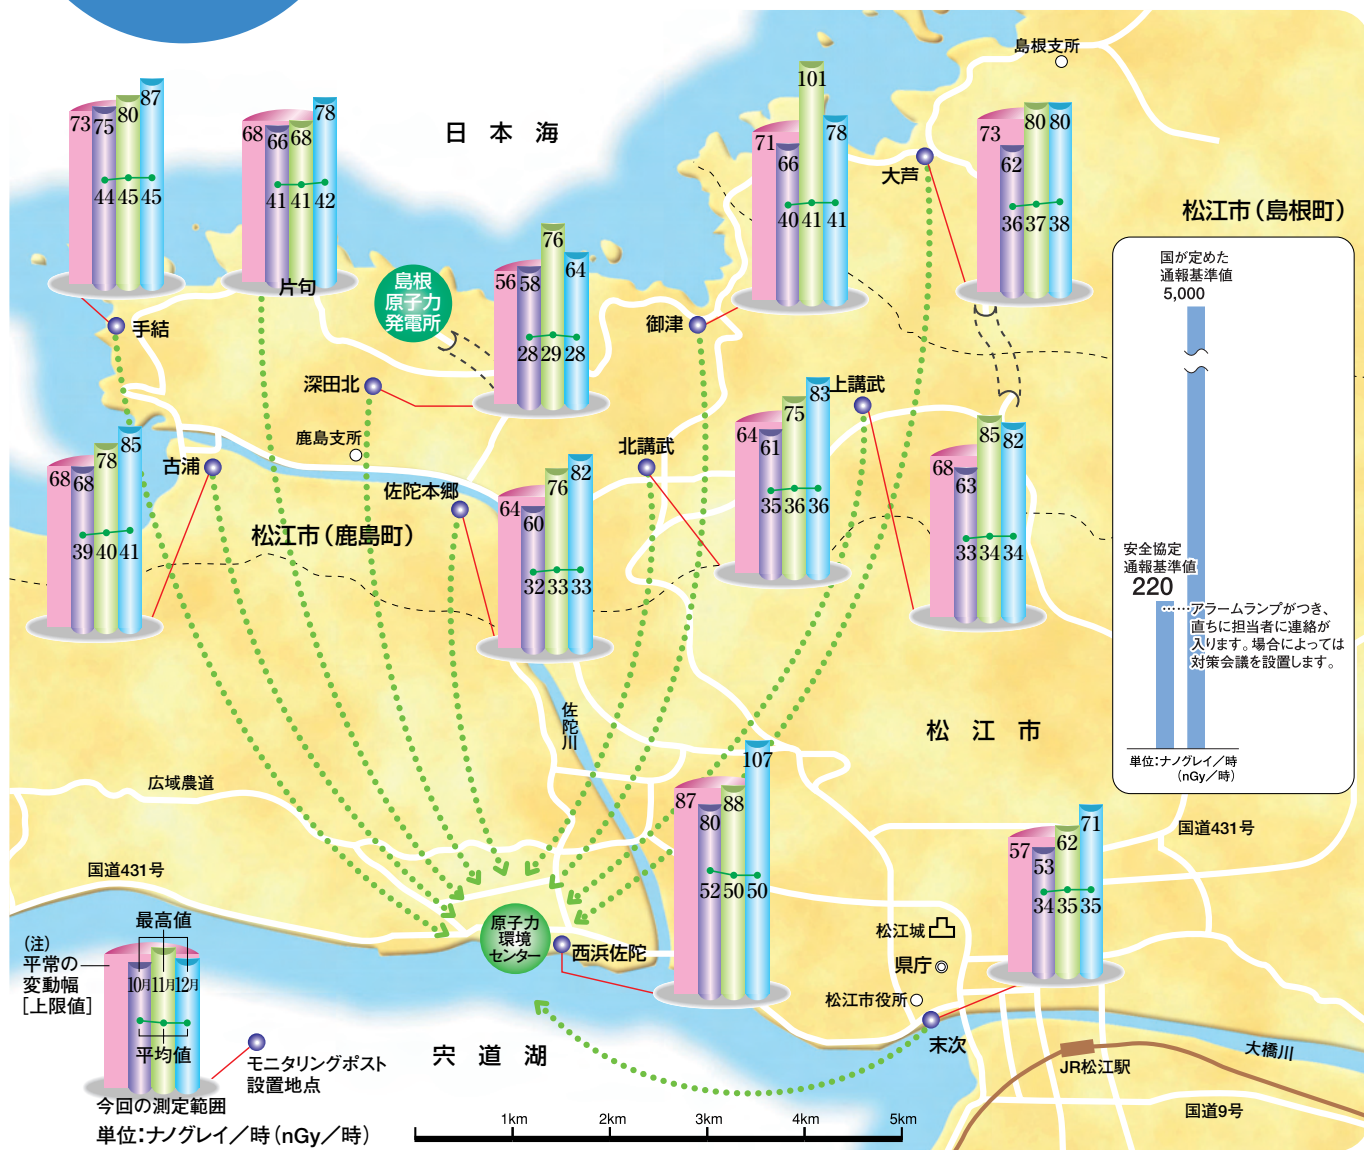 島根支所
日本海
73 75 80 87
44 45 45
手結
68 66 68 78
41 41 42
片句
島根
原子力
発電所
56 58 76 64
28 29 28
深田北
71 66 101 78
40 41 41
御津
大芦
73 62 80 80
36 37 38
松江市（島根町）
国が定めた
通報基準値
5,000
安全協定
通報基準値
220
アラームランプがつき、
直ちに担当者に連絡が
入ります。場合によっては
対策会議を設置します。
単位：ナノグレイ／時
（nGy／時）
鹿島支所
68 68 78 85
39 40 41
古浦
佐陀本郷
64 60 76 82
32 33 33
松江市（鹿島町）
北講武
64 61 75 83
35 36 36
上講武
68 63 85 82
33 34 34
佐陀川
松江市
広域農道
国道431号
87 80 88 107
52 50 50
原子力
環境
センター
西浜佐陀
57 53 62 71
34 35 35
国道431号
松江城
県庁
松江市役所
末次
JR松江駅
大橋川
国道9号
宍道湖
最高値
（注）
平常の
変動幅
［上限値］
10月 11月 12月
平均値
今回の測定範囲
モニタリングポスト
設置地点
単位：ナノグレイ／時（nGy／時）
1km 2km 3km 4km 5km